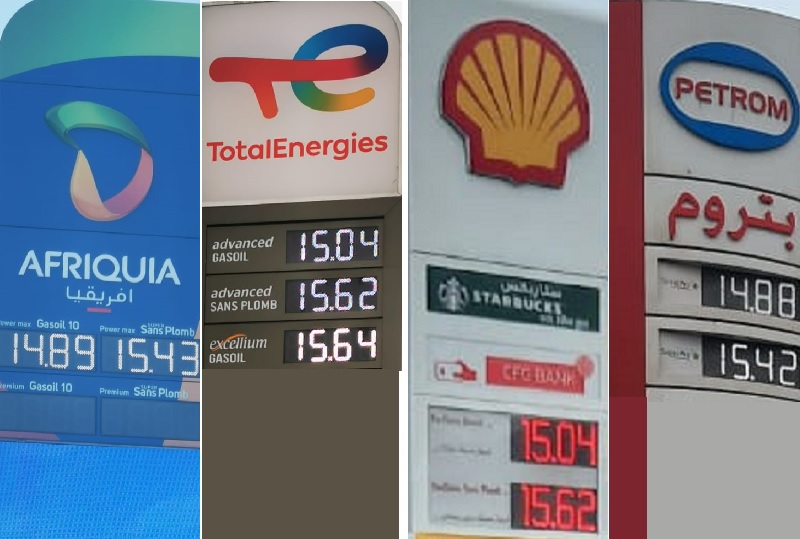 AFRIQUIA
افريقيا
Power max Gasoil 10
14.89
Power max SUPER Sans Plomb
15.43
Premium Gasoil 10
Premium SUPER Sans Plomb
TotalEnergies
advanced
GASOIL
15.04
advanced
SANS PLOMB
15.62
excellium
GASOIL
15.64
ستاربكس
STARBUCKS
CFG BANK
15.04
15.62
PETROM
بتروم
14.88
15.42